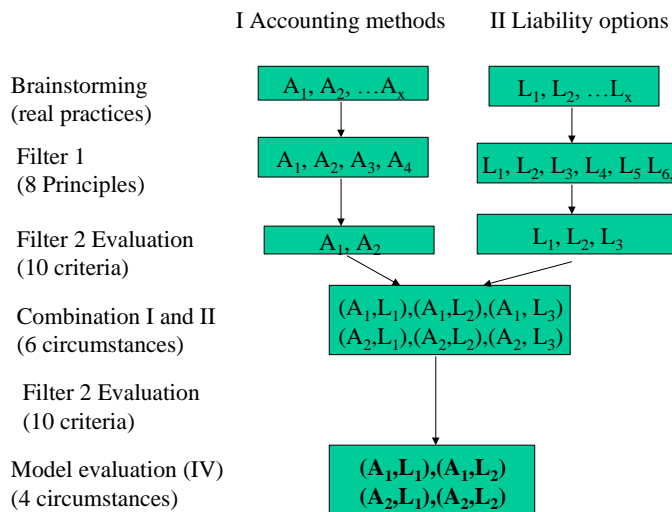 I Accounting methods II Liability options
Brainstorming
(real practices)
A₁, A₂, …Aₓ
L₁, L₂, …Lₓ
Filter 1
(8 Principles)
A₁, A₂, A₃, A₄
L₁, L₂, L₃, L₄, L₅ L₆,
Filter 2 Evaluation
(10 criteria)
A₁, A₂
L₁, L₂, L₃
Combination I and II
(6 circumstances)
(A₁,L₁),(A₁,L₂),(A₁, L₃)
(A₂,L₁),(A₂,L₂),(A₂, L₃)
Filter 2 Evaluation
(10 criteria)
Model evaluation (IV)
(4 circumstances)
(A₁,L₁),(A₁,L₂)
(A₂,L₁),(A₂,L₂)